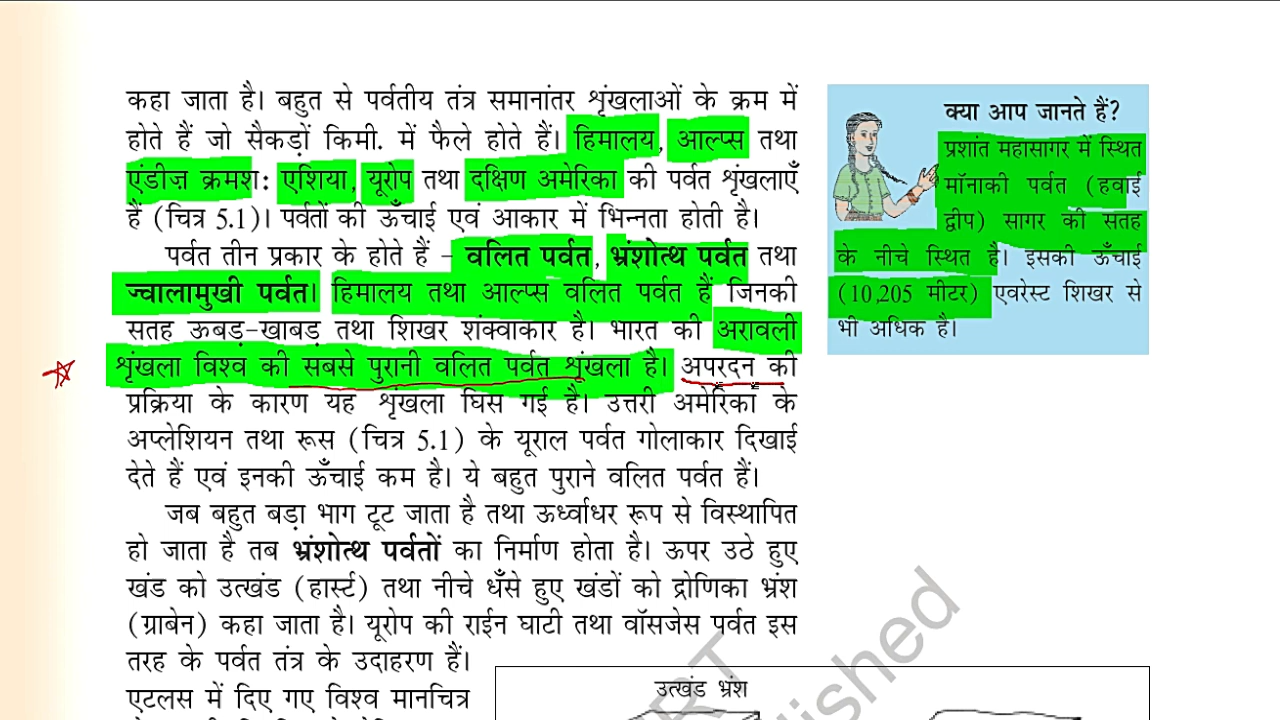 कहा जाता है। बहुत से पर्वतीय तंत्र समानांतर शृंखलाओं के क्रम में
होते हैं जो सैकड़ों किमी. में फैले होते हैं। हिमालय, आल्प्स तथा
एंडीज़ क्रमश: एशिया, यूरोप तथा दक्षिण अमेरिका की पर्वत शृंखलाएँ
हैं (चित्र 5.1)। पर्वतों की ऊँचाई एवं आकार में भिन्नता होती है।
पर्वत तीन प्रकार के होते हैं – वलित पर्वत, भ्रंशोत्थ पर्वत तथा
ज्वालामुखी पर्वत। हिमालय तथा आल्प्स वलित पर्वत हैं जिनकी
सतह ऊबड़-खाबड़ तथा शिखर शंक्वाकार है। भारत की अरावली
शृंखला विश्व की सबसे पुरानी वलित पर्वत शृंखला है। अपरदन की
प्रक्रिया के कारण यह शृंखला घिस गई है। उत्तरी अमेरिका के
अप्लेशियन तथा रूस (चित्र 5.1) के यूराल पर्वत गोलाकार दिखाई
देते हैं एवं इनकी ऊँचाई कम है। ये बहुत पुराने वलित पर्वत हैं।
जब बहुत बड़ा भाग टूट जाता है तथा ऊर्ध्वाधर रूप से विस्थापित
हो जाता है तब भ्रंशोत्थ पर्वतों का निर्माण होता है। ऊपर उठे हुए
खंड को उत्खंड (हार्स्ट) तथा नीचे धँसे हुए खंडों को द्रोणिका भ्रंश
(ग्राबेन) कहा जाता है। यूरोप की राईन घाटी तथा वॉसजेस पर्वत इस
तरह के पर्वत तंत्र के उदाहरण हैं।
एटलस में दिए गए विश्व मानचित्र
क्या आप जानते हैं?
प्रशांत महासागर में स्थित
मॉनाकी पर्वत (हवाई
द्वीप) सागर की सतह
के नीचे स्थित है। इसकी ऊँचाई
(10,205 मीटर) एवरेस्ट शिखर से
भी अधिक है।
उत्खंड भ्रंश